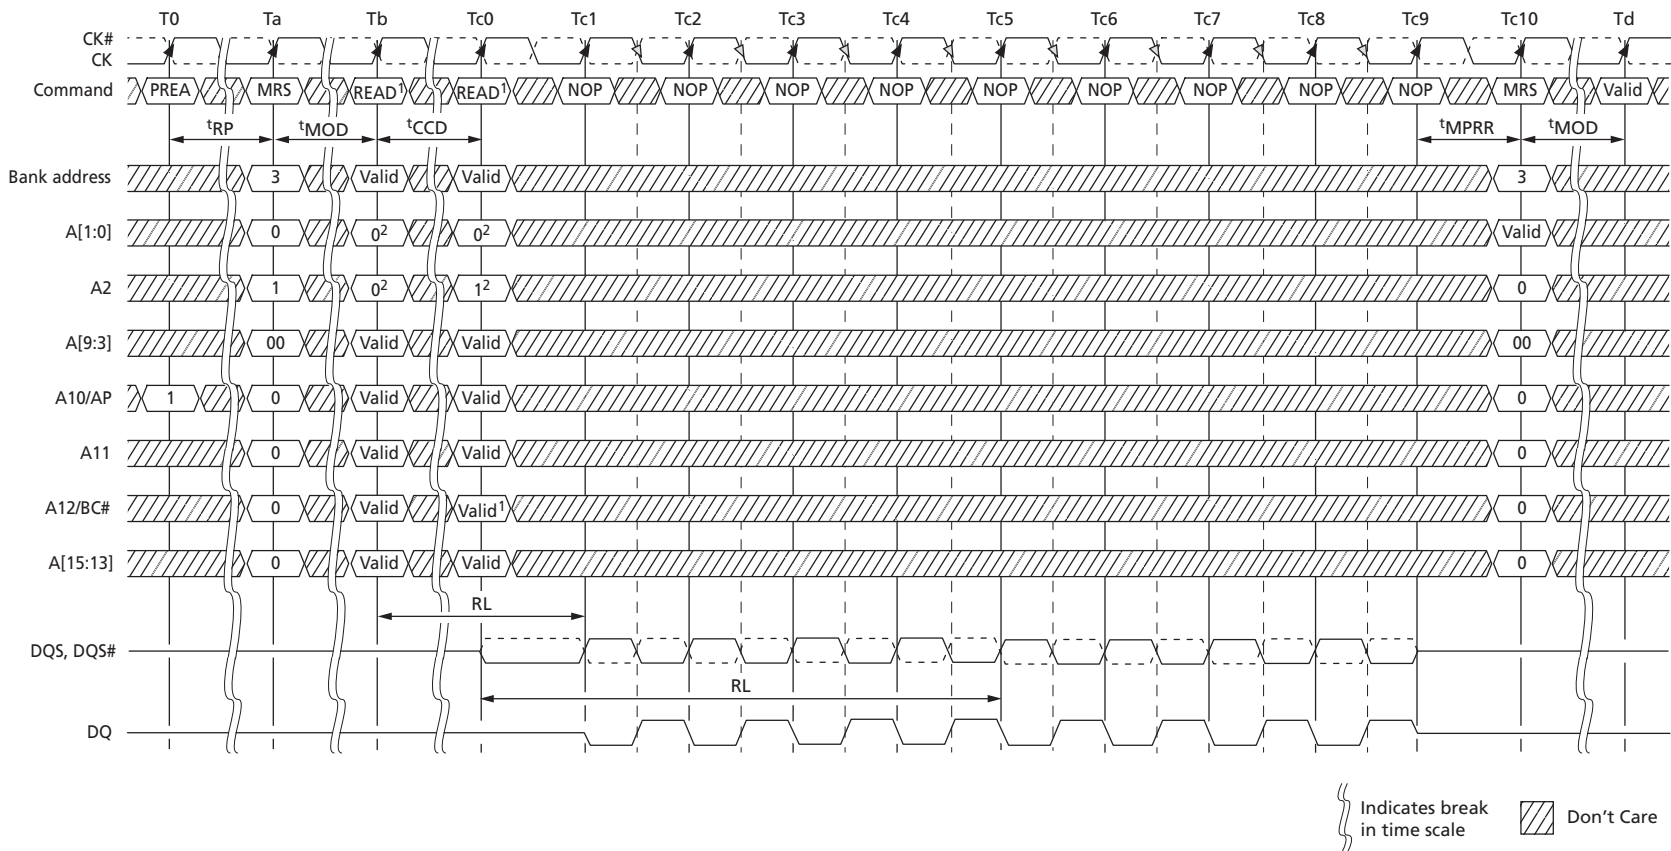 T0 Ta Tb Tc0 Tc1 Tc2 Tc3 Tc4 Tc5 Tc6 Tc7 Tc8 Tc9 Tc10 Td
CK#
CK
Command PREA MRS READ¹ READ¹ NOP NOP NOP NOP NOP NOP NOP NOP NOP MRS Valid
ᵗRP ᵗMOD ᵗCCD ᵗMPRR ᵗMOD
Bank address 3 Valid Valid 3
A[1:0] 0 0² 0² Valid
A2 1 0² 1² 0
A[9:3] 00 Valid Valid 00
A10/AP 1 0 Valid Valid 0
A11 0 Valid Valid 0
A12/BC# 0 Valid Valid¹ 0
A[15:13] 0 Valid Valid 0
RL
DQS, DQS#
RL
DQ
Indicates break
in time scale
Don't Care